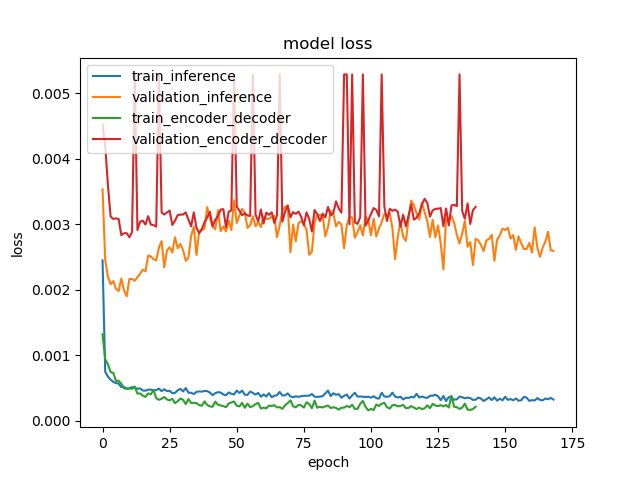 model loss
train_inference
validation_inference
train_encoder_decoder
validation_encoder_decoder
loss
0.005
0.004
0.003
0.002
0.001
0.000
0 25 50 75 100 125 150 175
epoch